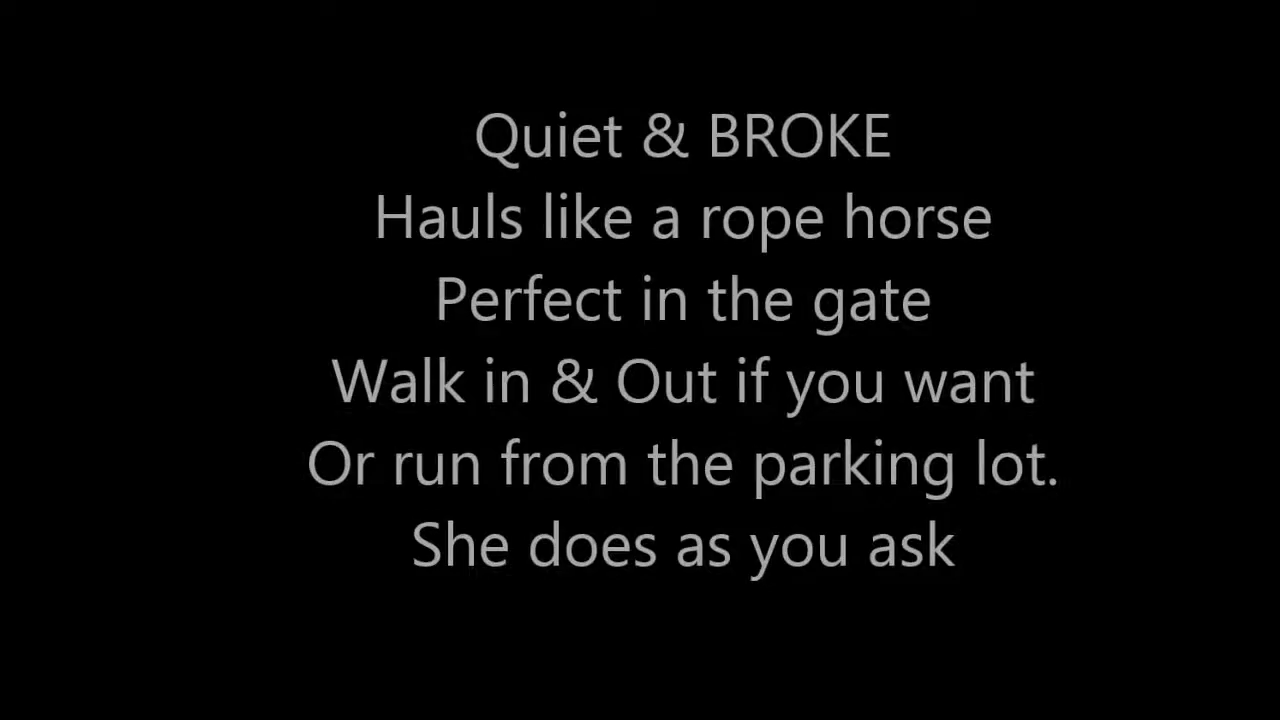 Quiet & BROKE
Hauls like a rope horse
Perfect in the gate
Walk in & Out if you want
Or run from the parking lot.
She does as you ask